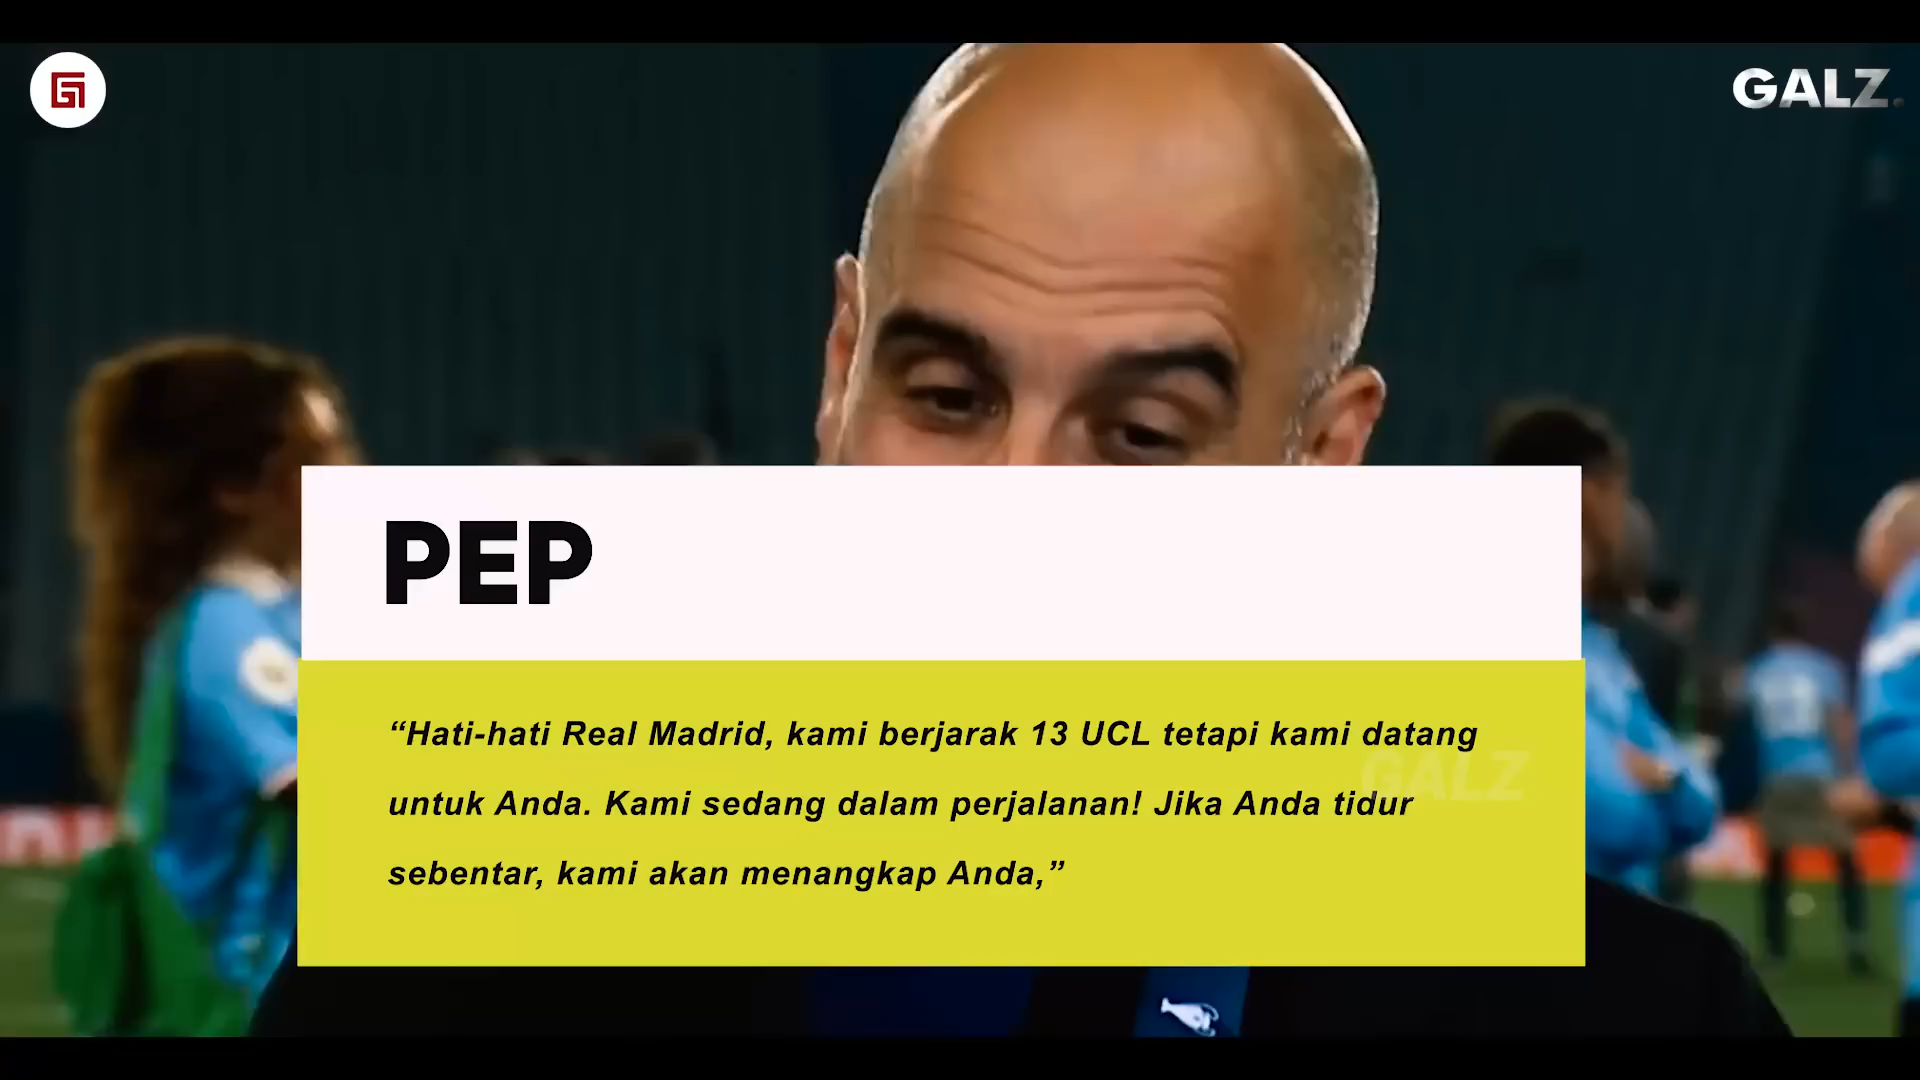 GALZ.
PEP
“Hati-hati Real Madrid, kami berjarak 13 UCL tetapi kami datang
GALZ
untuk Anda. Kami sedang dalam perjalanan! Jika Anda tidur
sebentar, kami akan menangkap Anda,”